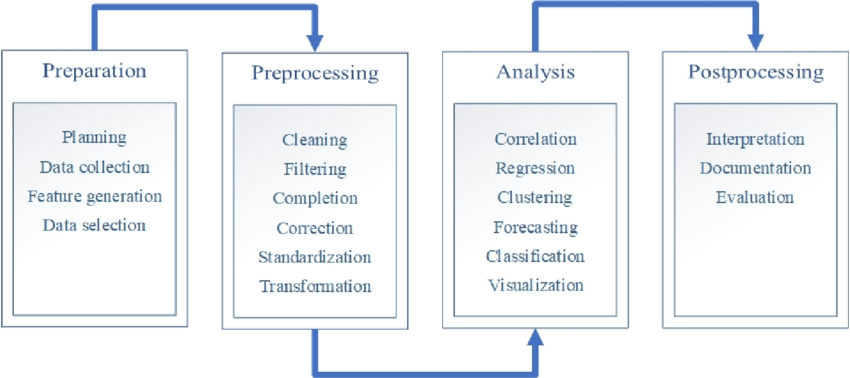 Preparation
Planning
Data collection
Feature generation
Data selection
Preprocessing
Cleaning
Filtering
Completion
Correction
Standardization
Transformation
Analysis
Correlation
Regression
Clustering
Forecasting
Classification
Visualization
Postprocessing
Interpretation
Documentation
Evaluation